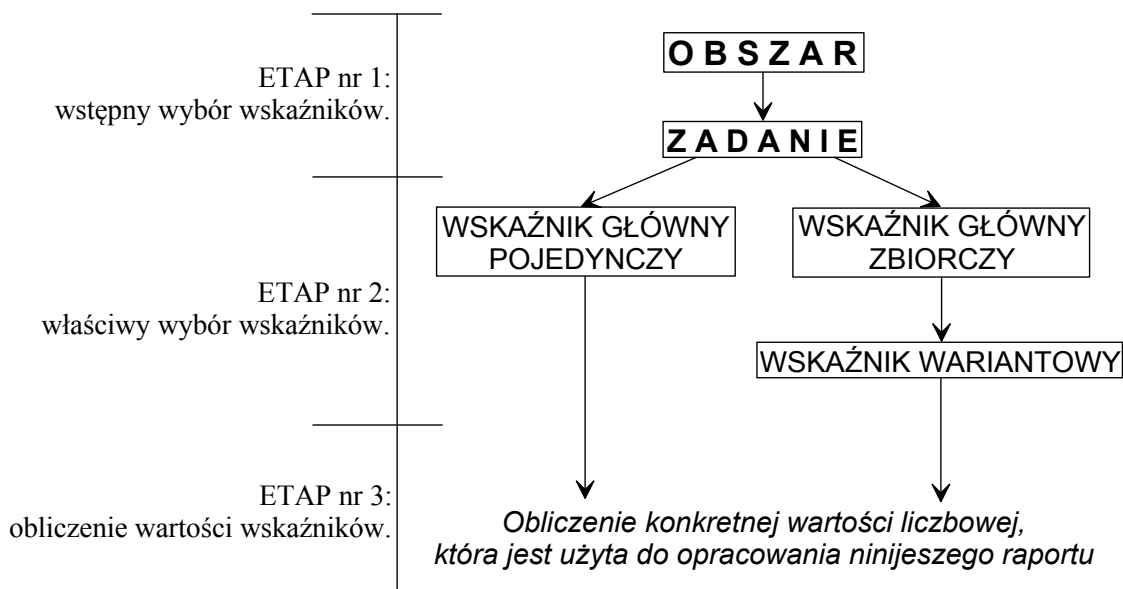 ETAP nr 1:
wstępny wybór wskaźników.
O B S Z A R
Z A D A N I E
WSKAŹNIK GŁÓWNY
POJEDYNCZY
WSKAŹNIK GŁÓWNY
ZBIORCZY
ETAP nr 2:
właściwy wybór wskaźników.
WSKAŹNIK WARIANTOWY
ETAP nr 3:
obliczenie wartości wskaźników.
Obliczenie konkretnej wartości liczbowej,
która jest użyta do opracowania ninijeszego raportu